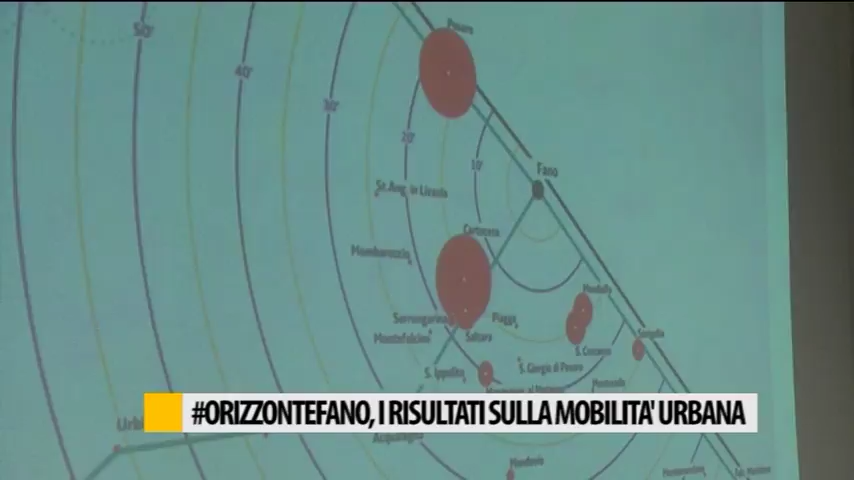 Pesaro
50'
40'
30'
20'
10'
Fano
St. Ang. in Lizzola
Cartoceto
Mombaroccio
Mondolfo
Serrungarina
Piagge
Saltara
Montefelcino
S. Costanzo
Senigallia
S. Giorgio di Pesaro
S. Ippolito
#ORIZZONTEFANO, I RISULTATI SULLA MOBILITA' URBANA
Mondavio